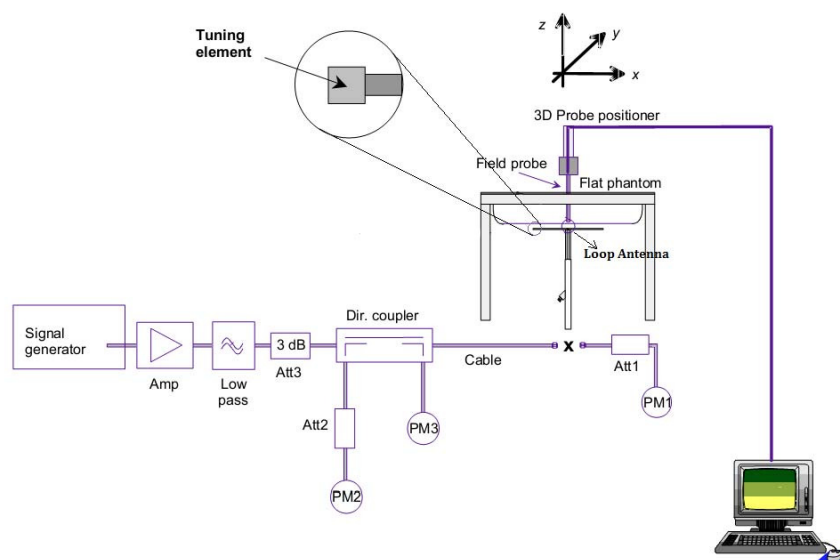 Tuning
element
z
y
x
3D Probe positioner
Field probe
Flat phantom
Loop Antenna
Signal
generator
Amp
Low
pass
3 dB
Att3
Dir. coupler
Cable
x
Att1
PM1
Att2
PM3
PM2